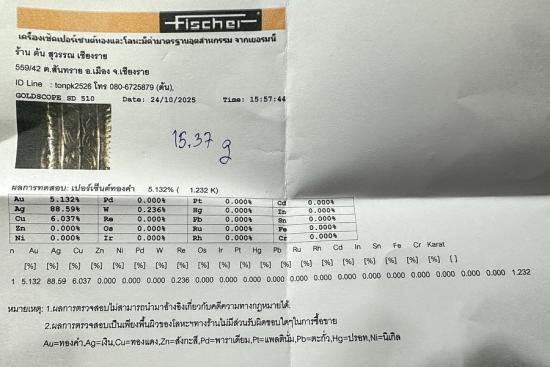 fischer
เครื่องเช็คเปอร์เซนต์ทองและโลหะมีค่ามาตรฐานอุตสาหกรรม จากเยอรมนี
ร้าน ต้น สุวรรณ เชียงราย
559/42 ต.สันทราย อ.เมือง จ.เชียงราย
ID Line : tonpk2526 โทร 080-6725879 (ต้น),
GOLDSCOPE SD 510 Date: 24/10/2025 Time: 15:57:44
15.37 g
ผลการทดสอบ: เปอร์เซ็นต์ทองคำ 5.132% ( 1.232 K)
Au 5.132% Pd 0.000% Pt 0.000% Cd 0.000%
Ag 88.59% W 0.236% Hg 0.000% In 0.000%
Cu 6.037% Re 0.000% Pb 0.000% Sn 0.000%
Zn 0.000% Os 0.000% Ru 0.000% Fe 0.000%
Ni 0.000% Ir 0.000% Rh 0.000% Cr 0.000%
n Au Ag Cu Zn Ni Pd W Re Os Ir Pt Hg Pb Ru Rh Cd In Sn Fe Cr Karat
[%] [%] [%] [%] [%] [%] [%] [%] [%] [%] [%] [%] [%] [%] [%] [%] [%] [%] [%] [%] [ ]
1 5.132 88.59 6.037 0.000 0.000 0.000 0.236 0.000 0.000 0.000 0.000 0.000 0.000 0.000 0.000 0.000 0.000 0.000 0.000 0.000 1.232
หมายเหตุ: 1.ผลการตรวจสอบไม่สามารถนำมาอ้างอิงเกี่ยวกับคดีความทางกฎหมายได้
2.ผลการตรวจสอบเป็นเพียงพื้นผิวของโลหะฯทางร้านไม่มีส่วนรับผิดชอบใดๆในการซื้อขาย
Au=ทองคำ,Ag=เงิน,Cu=ทองแดง,Zn=สังกะสี,Pd=พาราเดียม,Pt=แพลตินั่ม,Pb=ตะกั่ว,Hg=ปรอท,Ni=นิเกิล